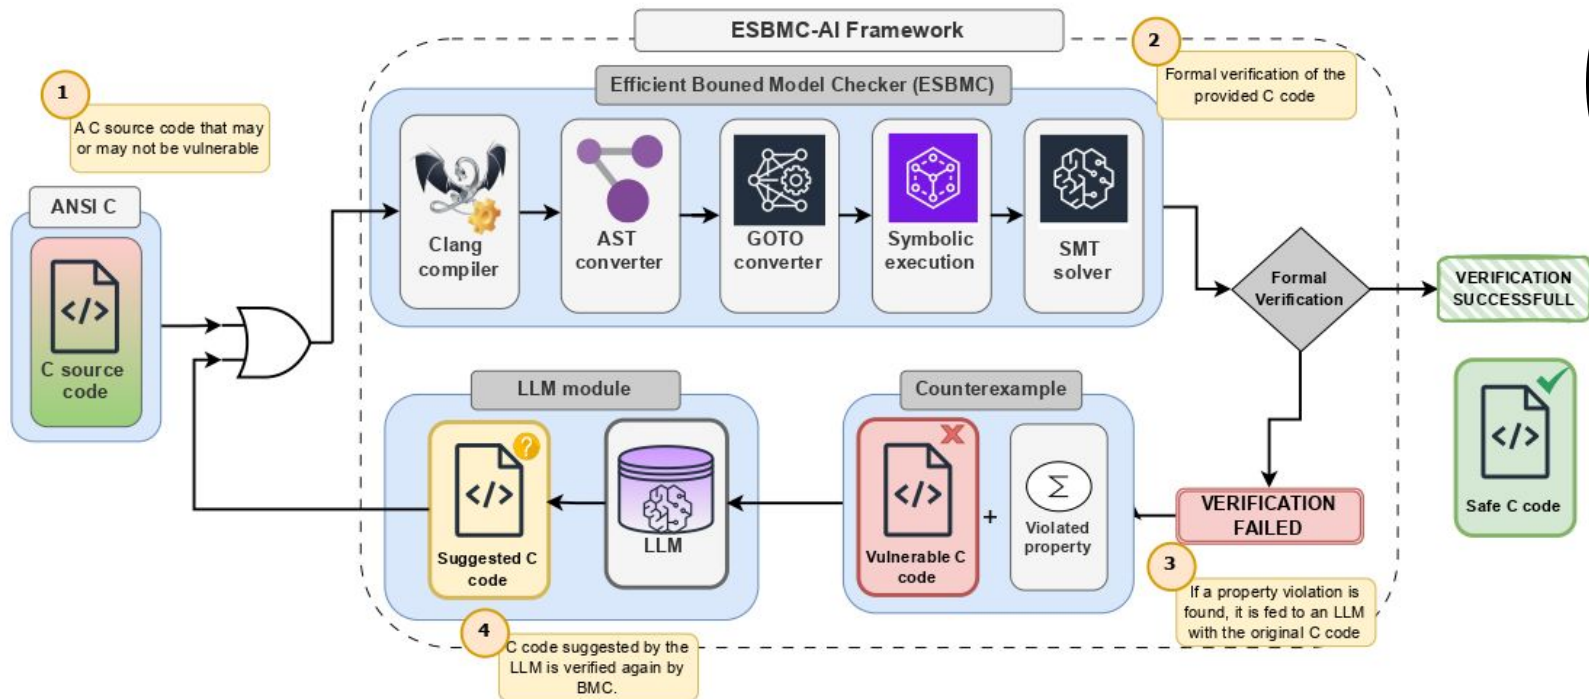 ESBMC-AI Framework
2
Formal verification of the
provided C code
Efficient Bouned Model Checker (ESBMC)
1
A C source code that may
or may not be vulnerable
ANSI C
</>
C source
code
Clang
compiler
AST
converter
GOTO
converter
Symbolic
execution
SMT
solver
Formal
Verification
VERIFICATION
SUCCESSFULL
</>
Safe C code
LLM module
?
</>
Suggested C
code
LLM
Counterexample
</>
Vulnerable C
code
+
Σ
Violated
property
VERIFICATION
FAILED
3
If a property violation is
found, it is fed to an LLM
with the original C code
4
C code suggested by the
LLM is verified again by
BMC.